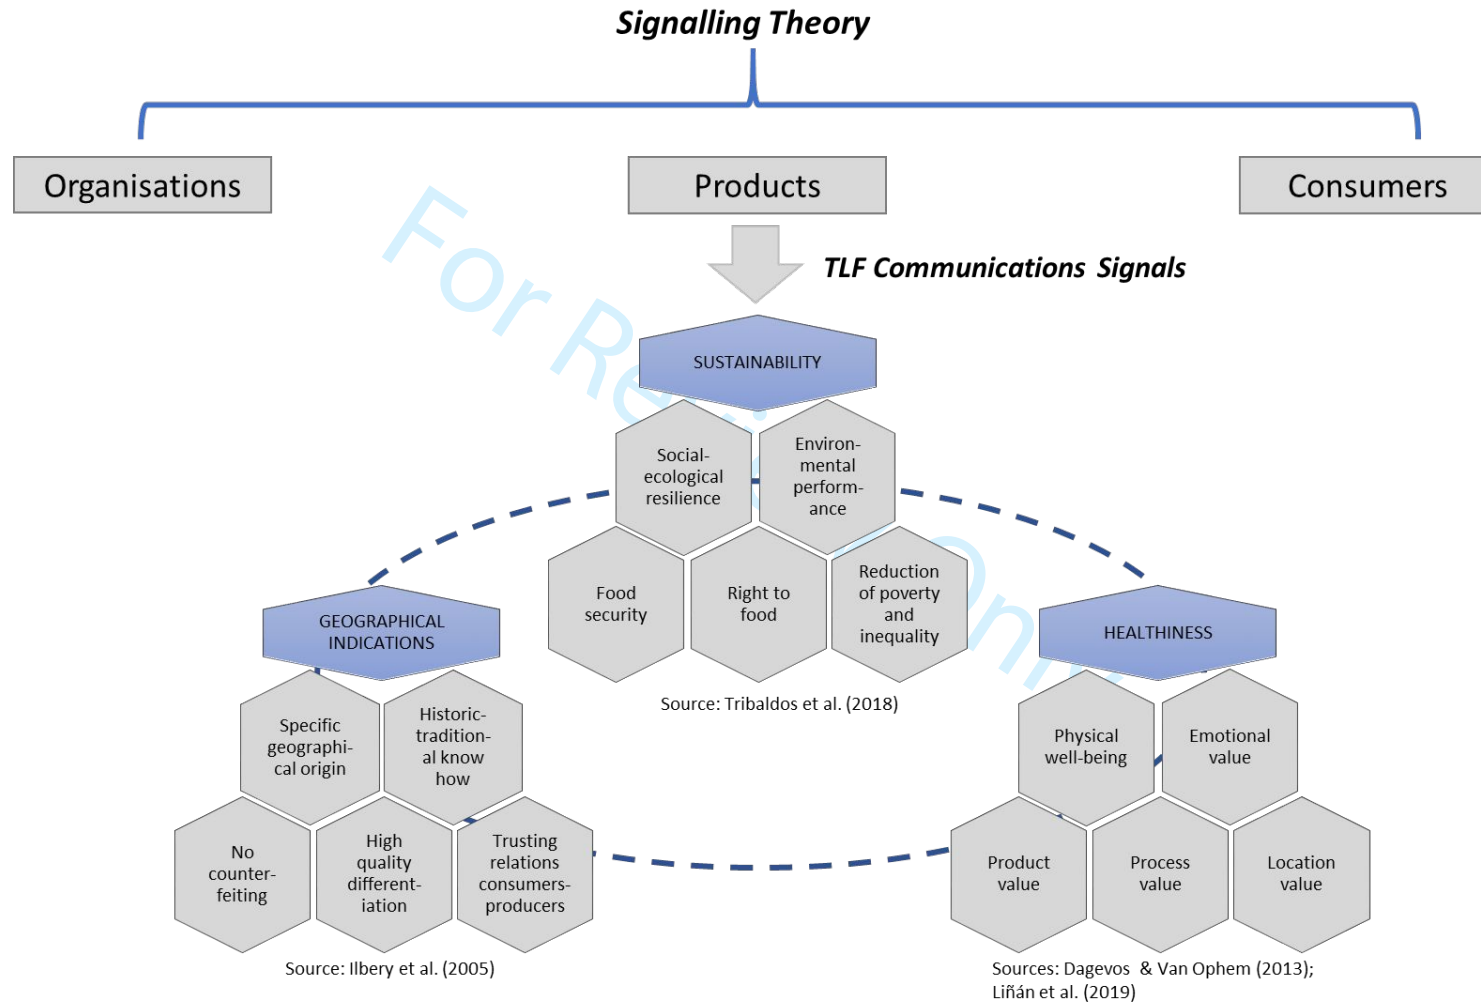 Signalling Theory
Organisations
Products
Consumers
TLF Communications Signals
SUSTAINABILITY
Social-
ecological
resilience
Environ-
mental
perform-
ance
Food
security
Right to
food
Reduction
of poverty
and
inequality
Source: Tribaldos et al. (2018)
GEOGRAPHICAL
INDICATIONS
Specific
geographi-
cal origin
Historic-
tradition-
al know
how
No
counter-
feiting
High
quality
different-
iation
Trusting
relations
consumers-
producers
Source: Ilbery et al. (2005)
HEALTHINESS
Physical
well-being
Emotional
value
Product
value
Process
value
Location
value
Sources: Dagevos & Van Ophem (2013);
Liñán et al. (2019)
For